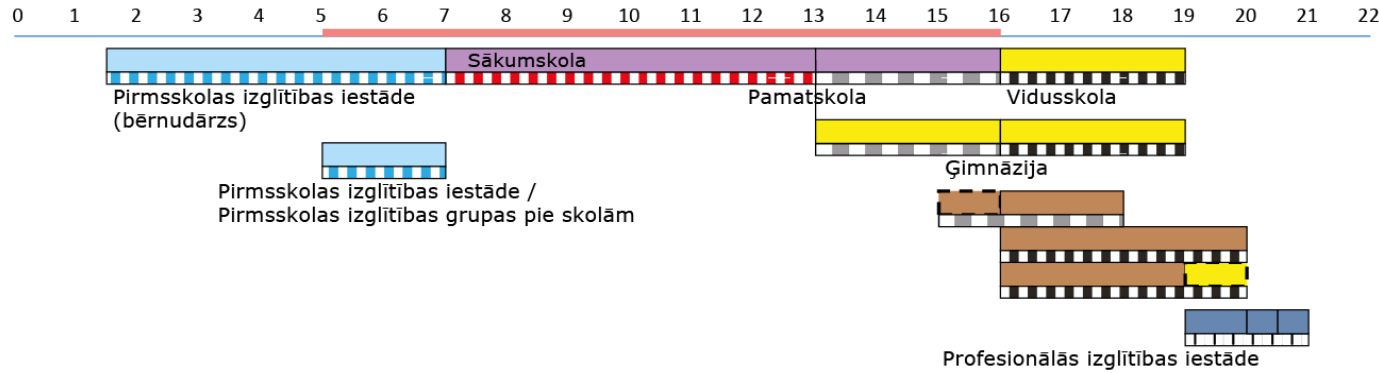 0 1 2 3 4 5 6 7 8 9 10 11 12 13 14 15 16 17 18 19 20 21 22
Sākumskola
Pirmsskolas izglītības iestāde
(bērnudārzs)
Pamatskola
Vidusskola
Ģimnāzija
Pirmsskolas izglītības iestāde /
Pirmsskolas izglītības grupas pie skolām
Profesionālās izglītības iestāde